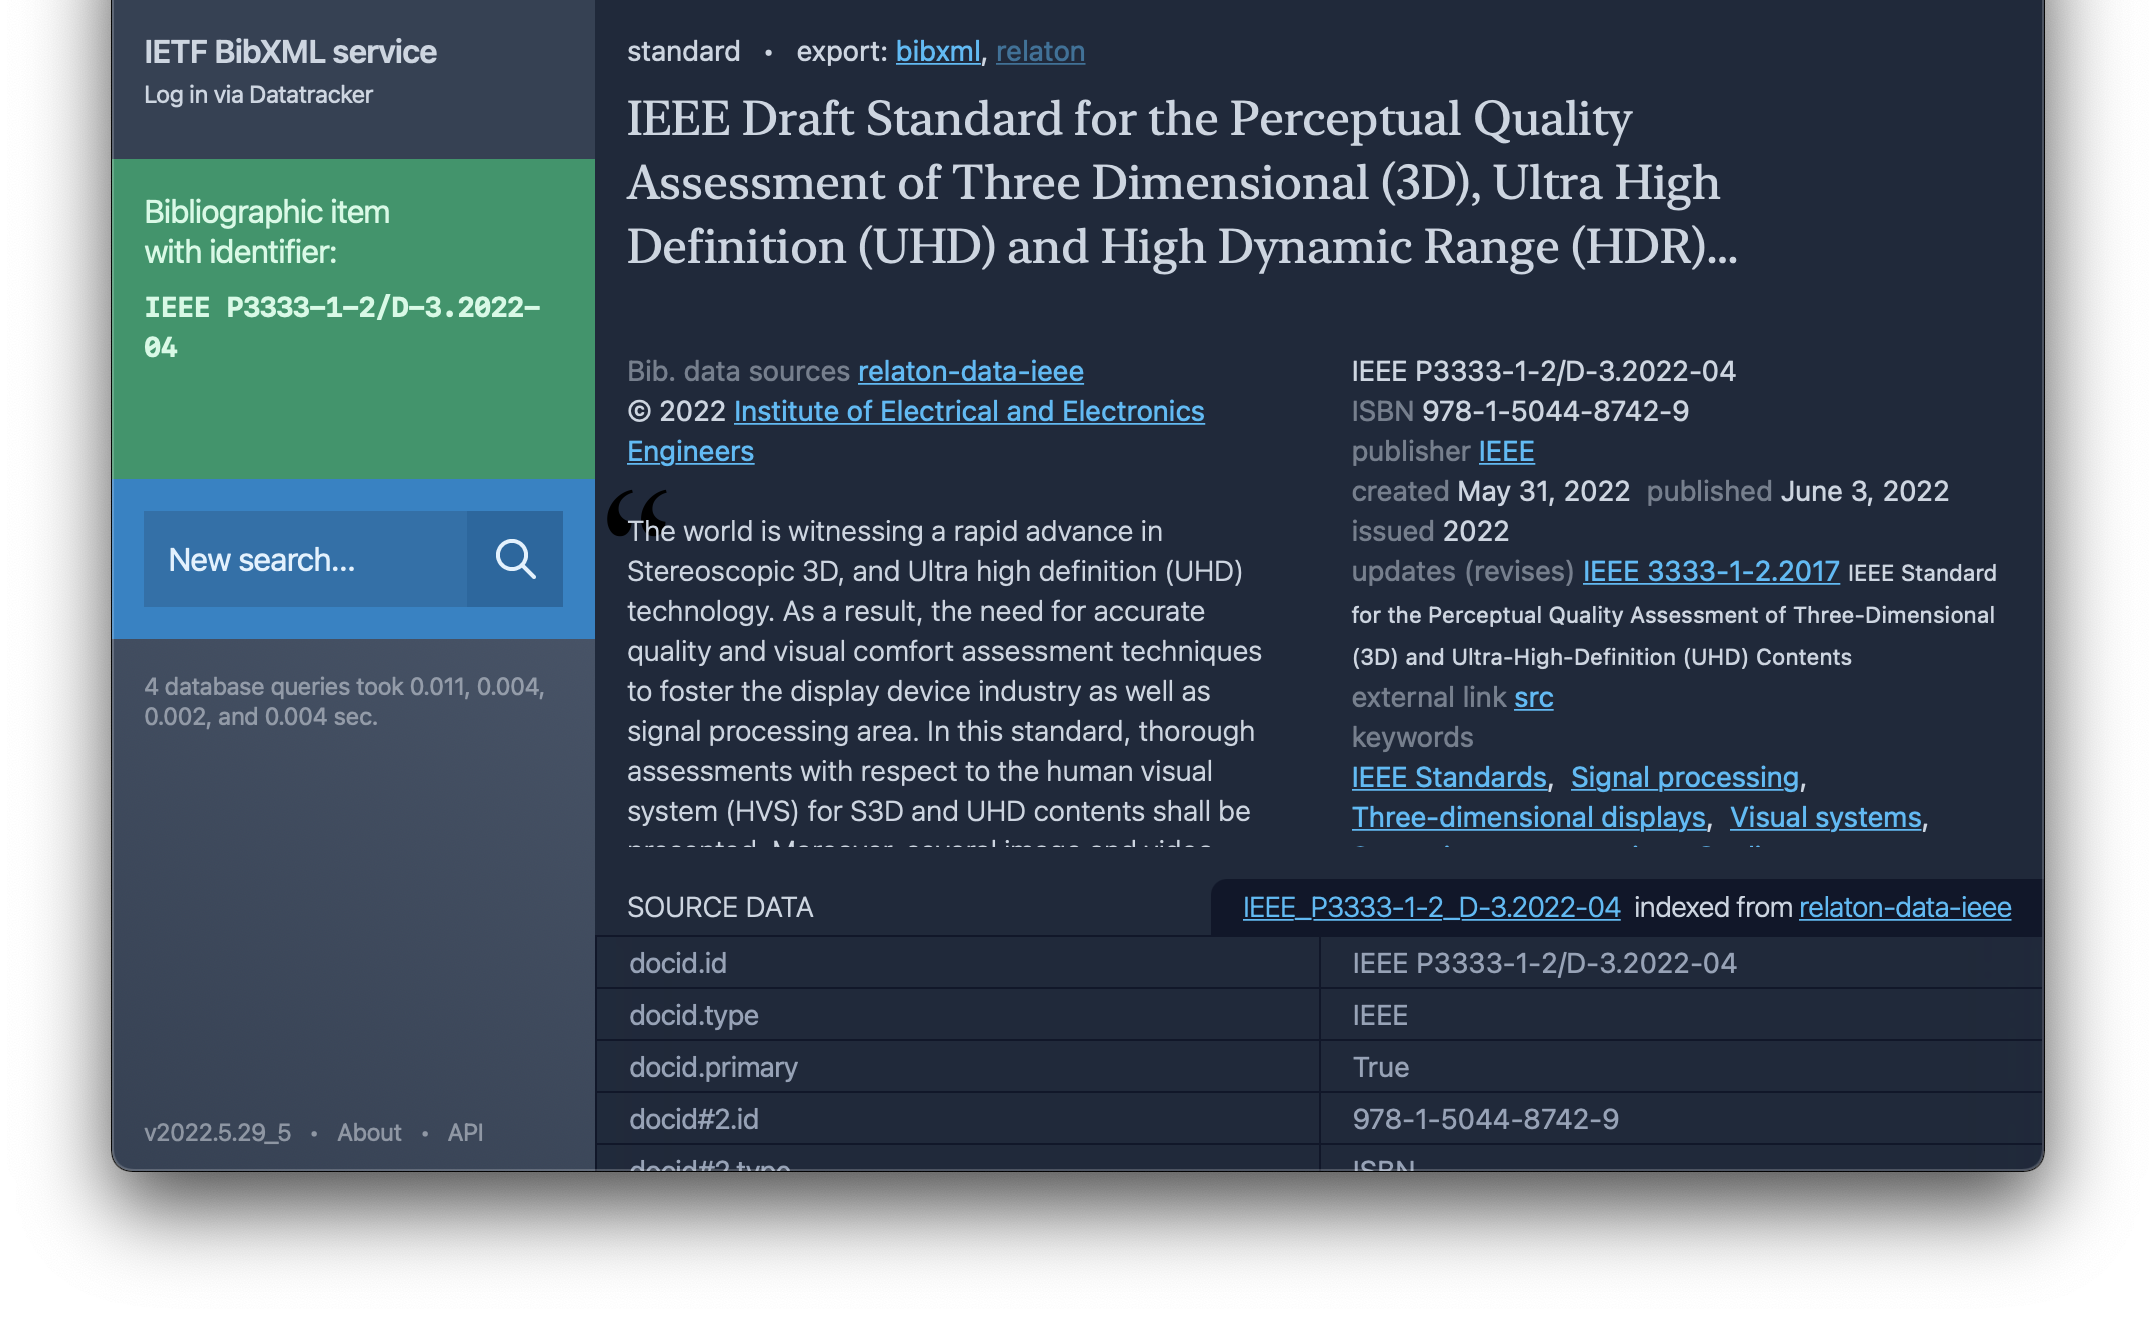 IETF BibXML service
Log in via Datatracker
Bibliographic item
with identifier:
IEEE P3333-1-2/D-3.2022-
04
New search...
4 database queries took 0.011, 0.004,
0.002, and 0.004 sec.
v2022.5.29_5 • About • API
standard • export: bibxml, relaton
IEEE Draft Standard for the Perceptual Quality
Assessment of Three Dimensional (3D), Ultra High
Definition (UHD) and High Dynamic Range (HDR)...
Bib. data sources relaton-data-ieee
© 2022 Institute of Electrical and Electronics
Engineers
“
The world is witnessing a rapid advance in
Stereoscopic 3D, and Ultra high definition (UHD)
technology. As a result, the need for accurate
quality and visual comfort assessment techniques
to foster the display device industry as well as
signal processing area. In this standard, thorough
assessments with respect to the human visual
system (HVS) for S3D and UHD contents shall be
presented. Moreover, several image and video
IEEE P3333-1-2/D-3.2022-04
ISBN 978-1-5044-8742-9
publisher IEEE
created May 31, 2022 published June 3, 2022
issued 2022
updates (revises) IEEE 3333-1-2.2017 IEEE Standard
for the Perceptual Quality Assessment of Three-Dimensional
(3D) and Ultra-High-Definition (UHD) Contents
external link src
keywords
IEEE Standards, Signal processing,
Three-dimensional displays, Visual systems,
SOURCE DATA
IEEE_P3333-1-2_D-3.2022-04 indexed from relaton-data-ieee
docid.id IEEE P3333-1-2/D-3.2022-04
docid.type IEEE
docid.primary True
docid#2.id 978-1-5044-8742-9
docid#2.type ISBN